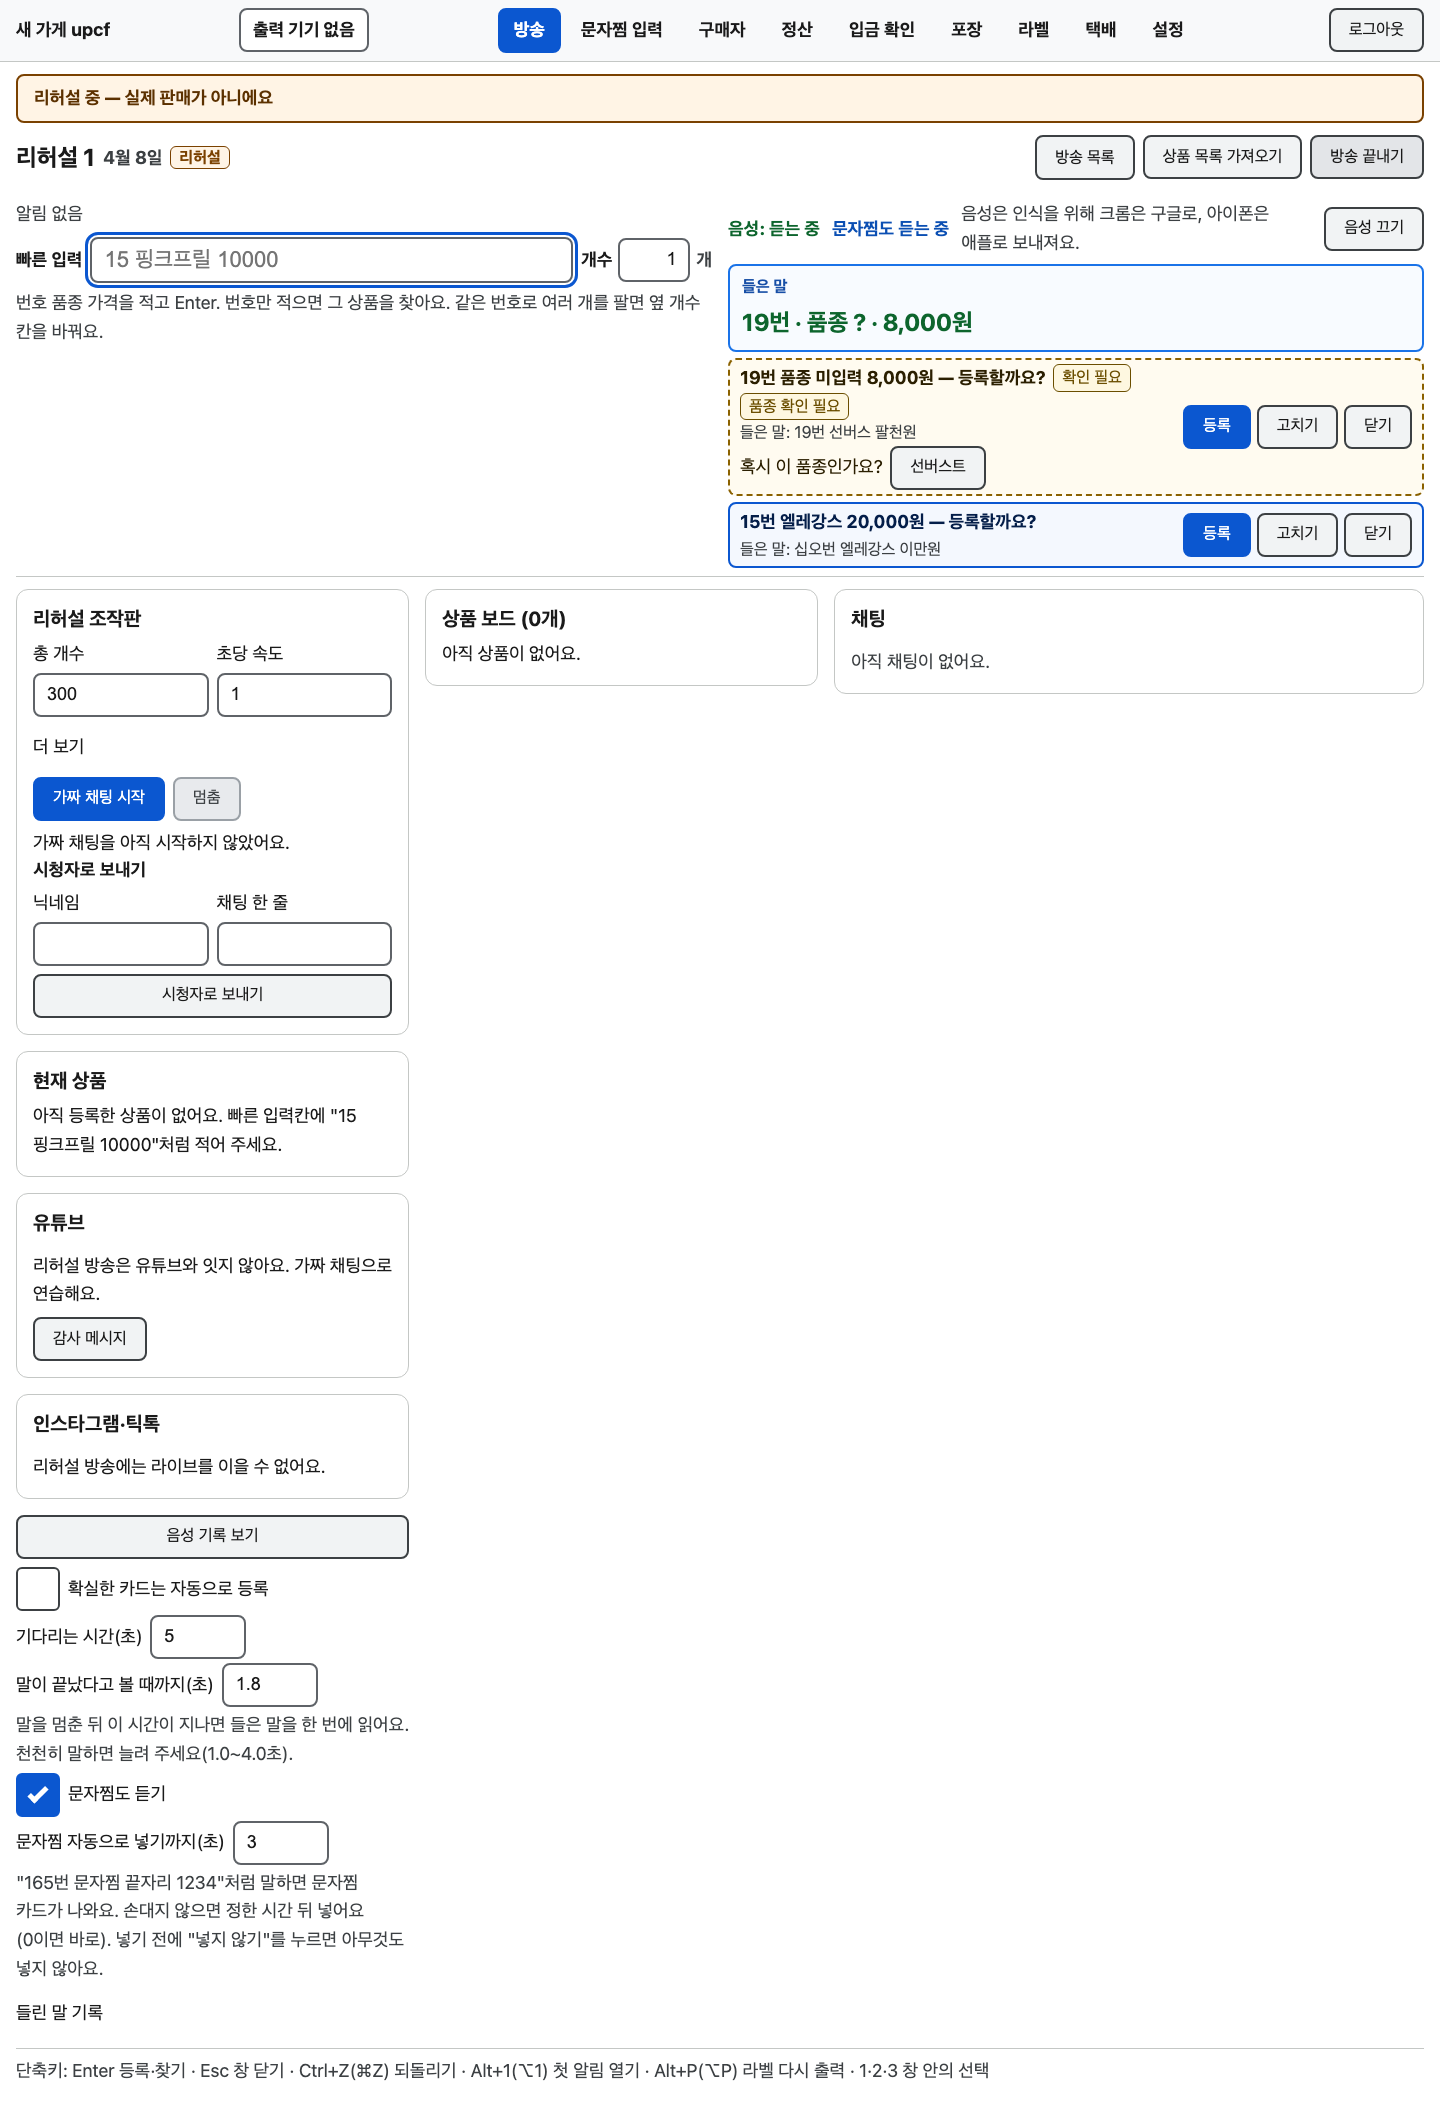 새 가게 upcf
출력 기기 없음
방송
문자찜 입력
구매자
정산
입금 확인
포장
라벨
택배
설정
로그아웃
리허설 중 — 실제 판매가 아니에요
리허설 1 4월 8일 리허설
방송 목록
상품 목록 가져오기
방송 끝내기
알림 없음
빠른 입력 15 핑크프릴 10000 개수 1 개
번호 품종 가격을 적고 Enter. 번호만 적으면 그 상품을 찾아요. 같은 번호로 여러 개를 팔면 옆 개수
칸을 바꿔요.
음성: 듣는 중 문자찜도 듣는 중
음성은 인식을 위해 크롬은 구글로, 아이폰은
애플로 보내져요.
음성 끄기
들은 말
19번 · 품종 ? · 8,000원
19번 품종 미입력 8,000원 — 등록할까요? 확인 필요
품종 확인 필요
들은 말: 19번 선버스 팔천원
혹시 이 품종인가요? 선버스트
등록
고치기
닫기
15번 엘레강스 20,000원 — 등록할까요?
들은 말: 십오번 엘레강스 이만원
등록
고치기
닫기
리허설 조작판
총 개수
초당 속도
300
1
더 보기
가짜 채팅 시작
멈춤
가짜 채팅을 아직 시작하지 않았어요.
시청자로 보내기
닉네임
채팅 한 줄
시청자로 보내기
상품 보드 (0개)
아직 상품이 없어요.
채팅
아직 채팅이 없어요.
현재 상품
아직 등록한 상품이 없어요. 빠른 입력칸에 "15
핑크프릴 10000"처럼 적어 주세요.
유튜브
리허설 방송은 유튜브와 잇지 않아요. 가짜 채팅으로
연습해요.
감사 메시지
인스타그램·틱톡
리허설 방송에는 라이브를 이을 수 없어요.
음성 기록 보기
확실한 카드는 자동으로 등록
기다리는 시간(초) 5
말이 끝났다고 볼 때까지(초) 1.8
말을 멈춘 뒤 이 시간이 지나면 들은 말을 한 번에 읽어요.
천천히 말하면 늘려 주세요(1.0~4.0초).
문자찜도 듣기
문자찜 자동으로 넣기까지(초) 3
"165번 문자찜 끝자리 1234"처럼 말하면 문자찜
카드가 나와요. 손대지 않으면 정한 시간 뒤 넣어요
(0이면 바로). 넣기 전에 "넣지 않기"를 누르면 아무것도
넣지 않아요.
들린 말 기록
단축키: Enter 등록·찾기 · Esc 창 닫기 · Ctrl+Z(⌘Z) 되돌리기 · Alt+1(⌥1) 첫 알림 열기 · Alt+P(⌥P) 라벨 다시 출력 · 1·2·3 창 안의 선택